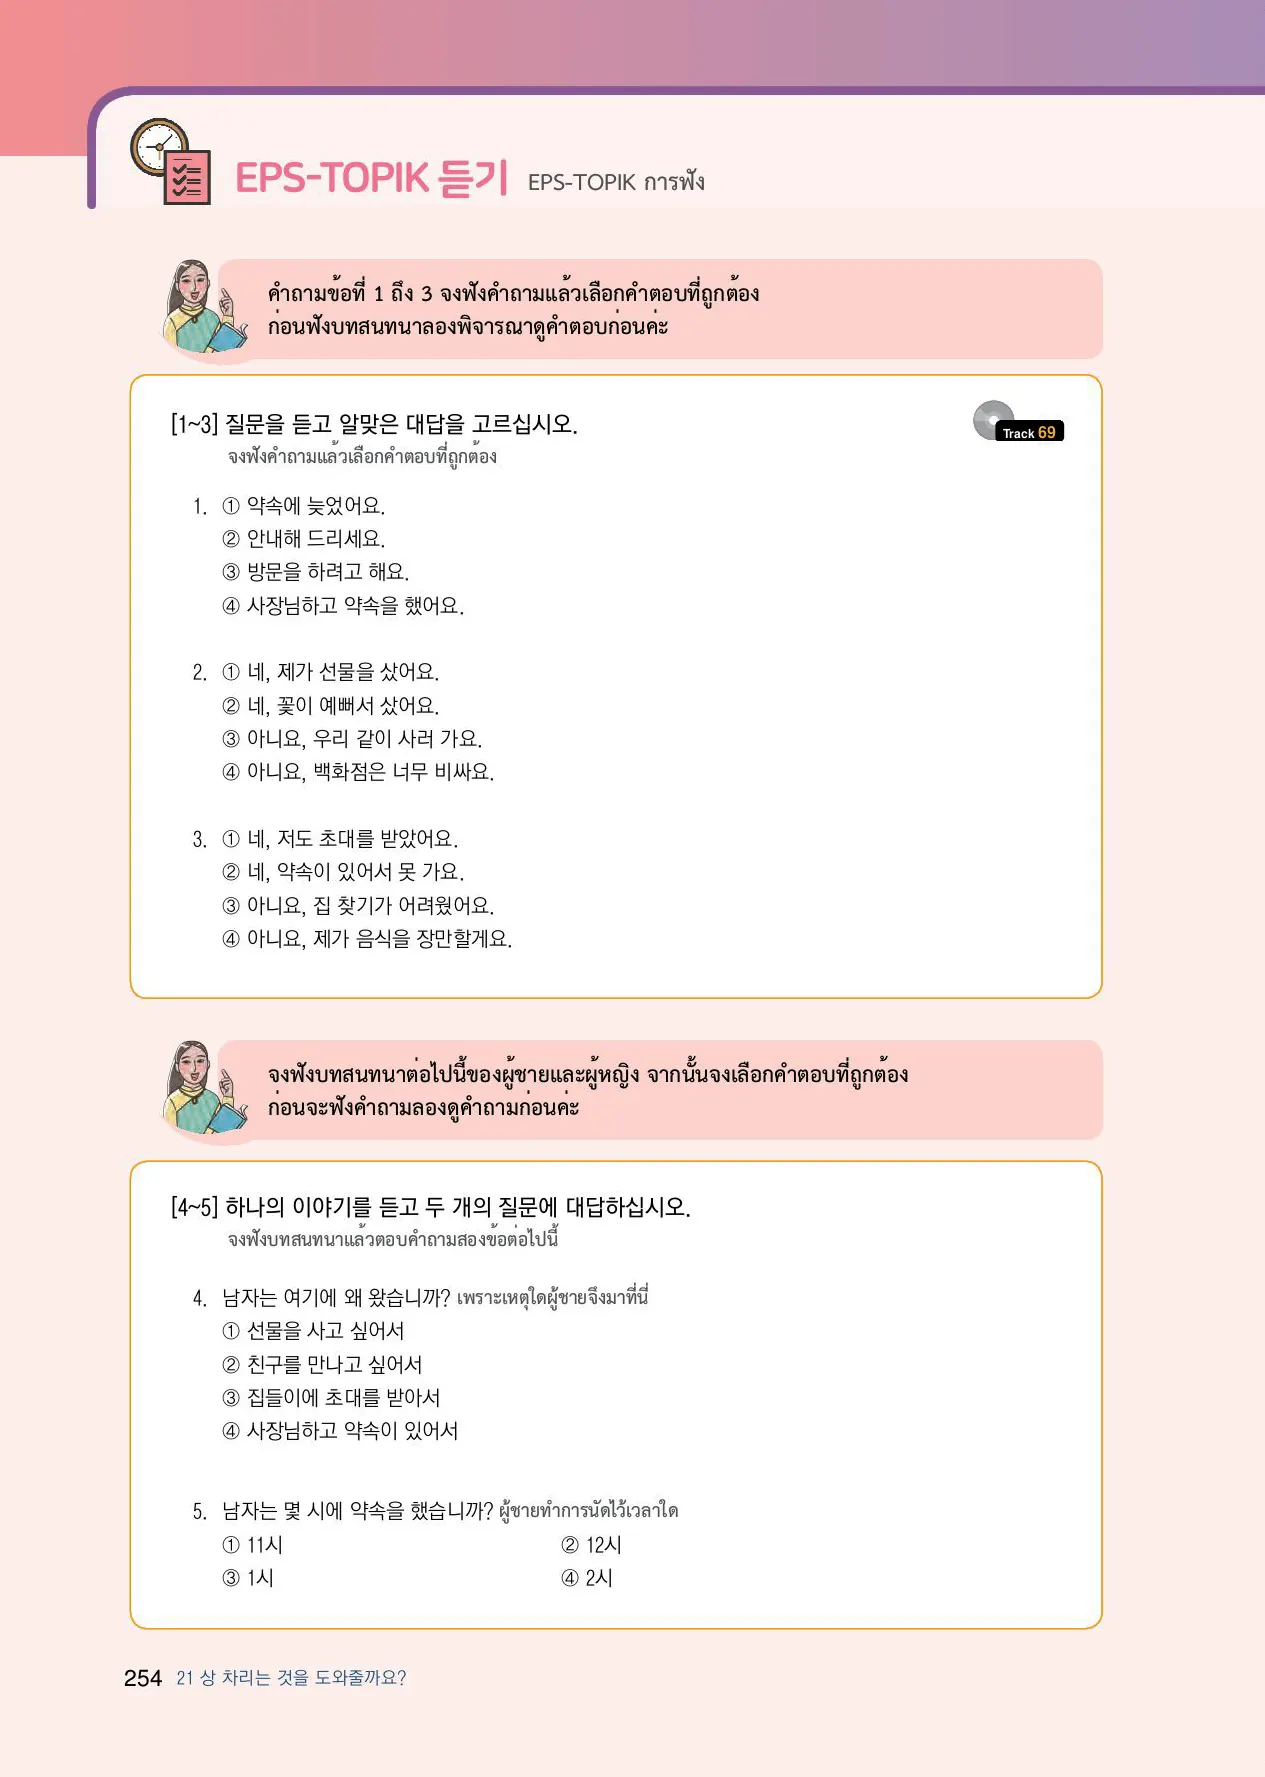 EPS-TOPIK 듣기 EPS-TOPIK การฟัง
คำถามข้อที่ 1 ถึง 3 จงฟังคำถามแล้วเลือกคำตอบที่ถูกต้อง
ก่อนฟังบทสนทนาลองพิจารณาดูคำตอบก่อนค่ะ
[1~3] 질문을 듣고 알맞은 대답을 고르십시오.
Track 69
จงฟังคำถามแล้วเลือกคำตอบที่ถูกต้อง
1. ① 약속에 늦었어요.
② 안내해 드리세요.
③ 방문을 하려고 해요.
④ 사장님하고 약속을 했어요.
2. ① 네, 제가 선물을 샀어요.
② 네, 꽃이 예뻐서 샀어요.
③ 아니요, 우리 같이 사러 가요.
④ 아니요, 백화점은 너무 비싸요.
3. ① 네, 저도 초대를 받았어요.
② 네, 약속이 있어서 못 가요.
③ 아니요, 집 찾기가 어려웠어요.
④ 아니요, 제가 음식을 장만할게요.
จงฟังบทสนทนาต่อไปนี้ของผู้ชายและผู้หญิง จากนั้นจงเลือกคำตอบที่ถูกต้อง
ก่อนจะฟังคำถามลองดูคำถามก่อนค่ะ
[4~5] 하나의 이야기를 듣고 두 개의 질문에 대답하십시오.
จงฟังบทสนทนาแล้วตอบคำถามสองข้อต่อไปนี้
4. 남자는 여기에 왜 왔습니까? เพราะเหตุใดผู้ชายจึงมาที่นี่
① 선물을 사고 싶어서
② 친구를 만나고 싶어서
③ 집들이에 초대를 받아서
④ 사장님하고 약속이 있어서
5. 남자는 몇 시에 약속을 했습니까? ผู้ชายทำการนัดไว้เวลาใด
① 11시 ② 12시
③ 1시 ④ 2시
254 21 상 차리는 것을 도와줄까요?